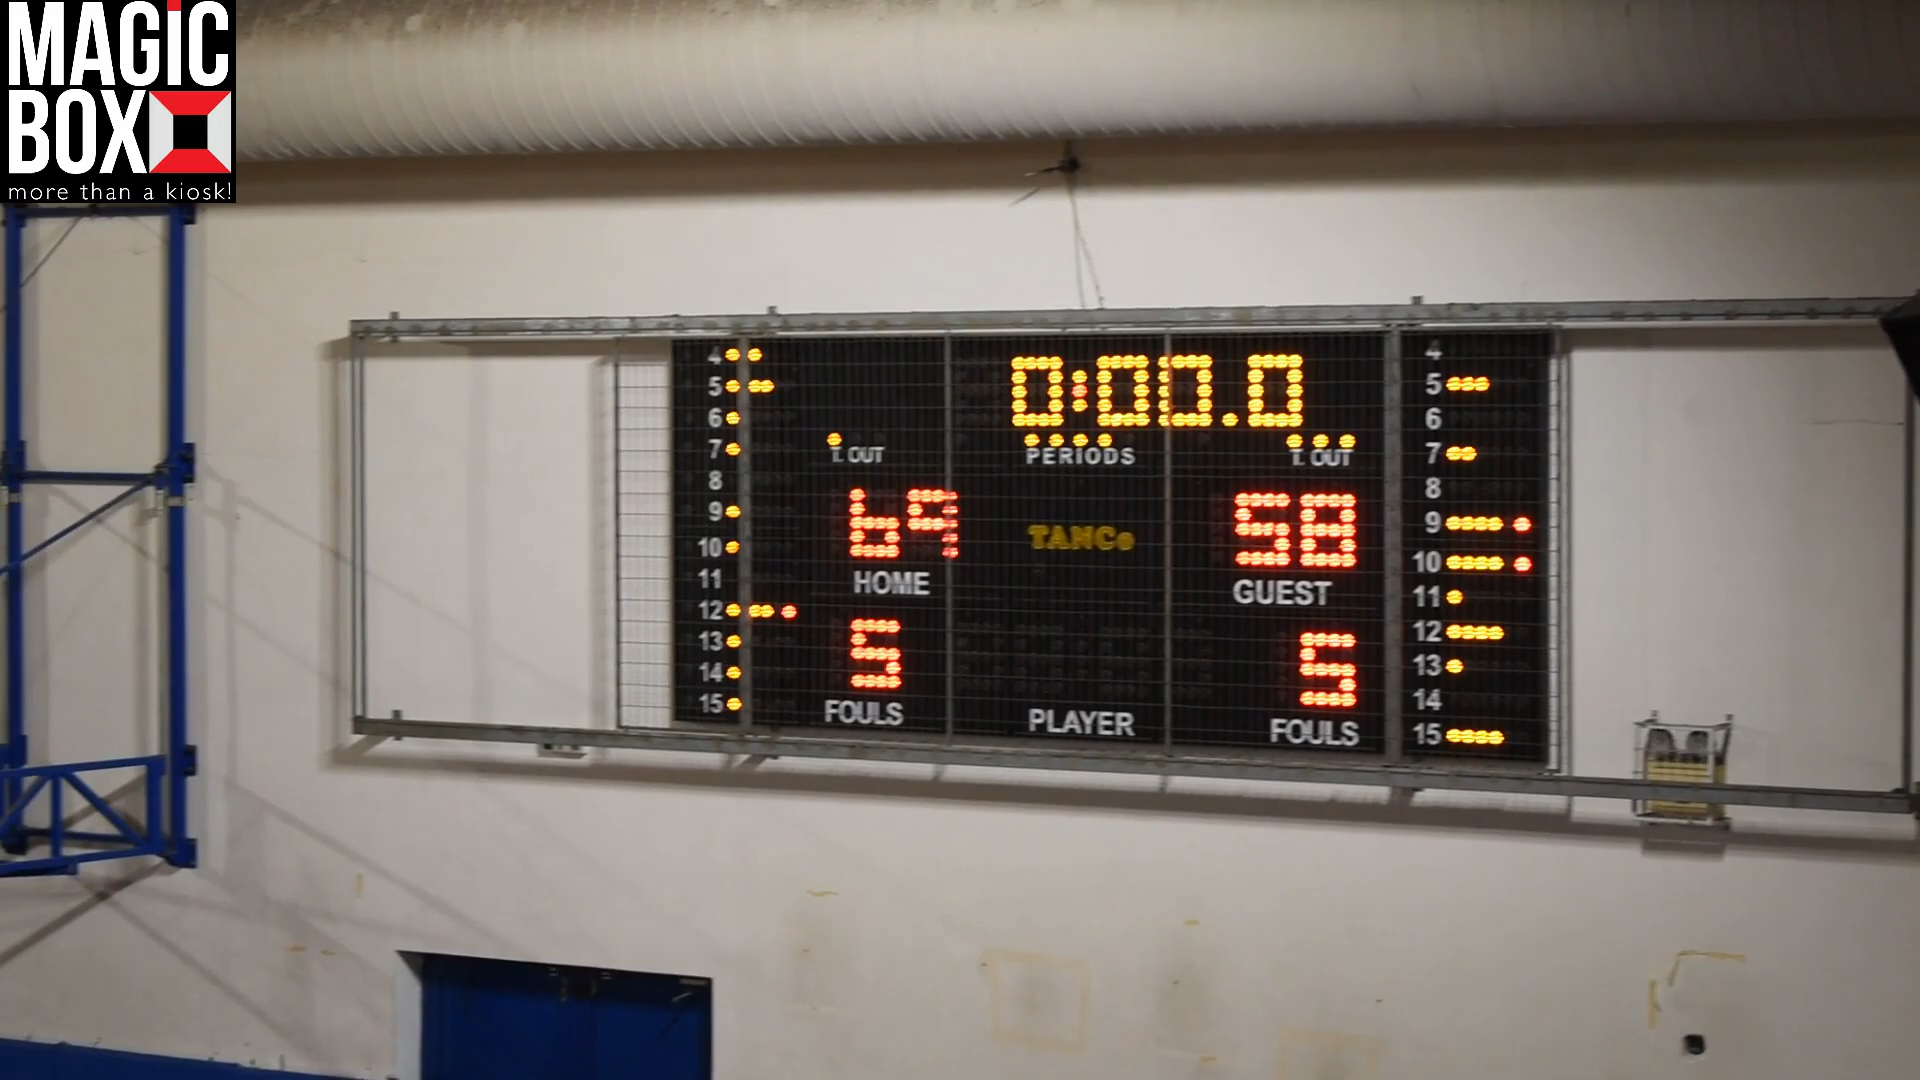 MAGIC
BOX
more than a kiosk!
0:00.0
T. OUT PERIODS T. OUT
69 TANCo 58
HOME GUEST
5 5
FOULS PLAYER FOULS
4 4
5 5
6 6
7 7
8 8
9 9
10 10
11 11
12 12
13 13
14 14
15 15